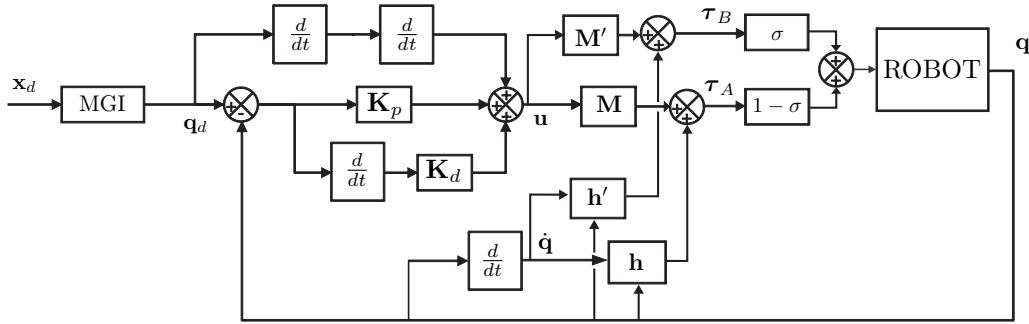 d/dt
d/dt
M′
+
+
τ_B
σ
+
+
ROBOT
q
x_d
MGI
q_d
+
-
K_p
+
+
+
u
M
+
+
τ_A
1 − σ
d/dt
K_d
h′
d/dt
q̇
h